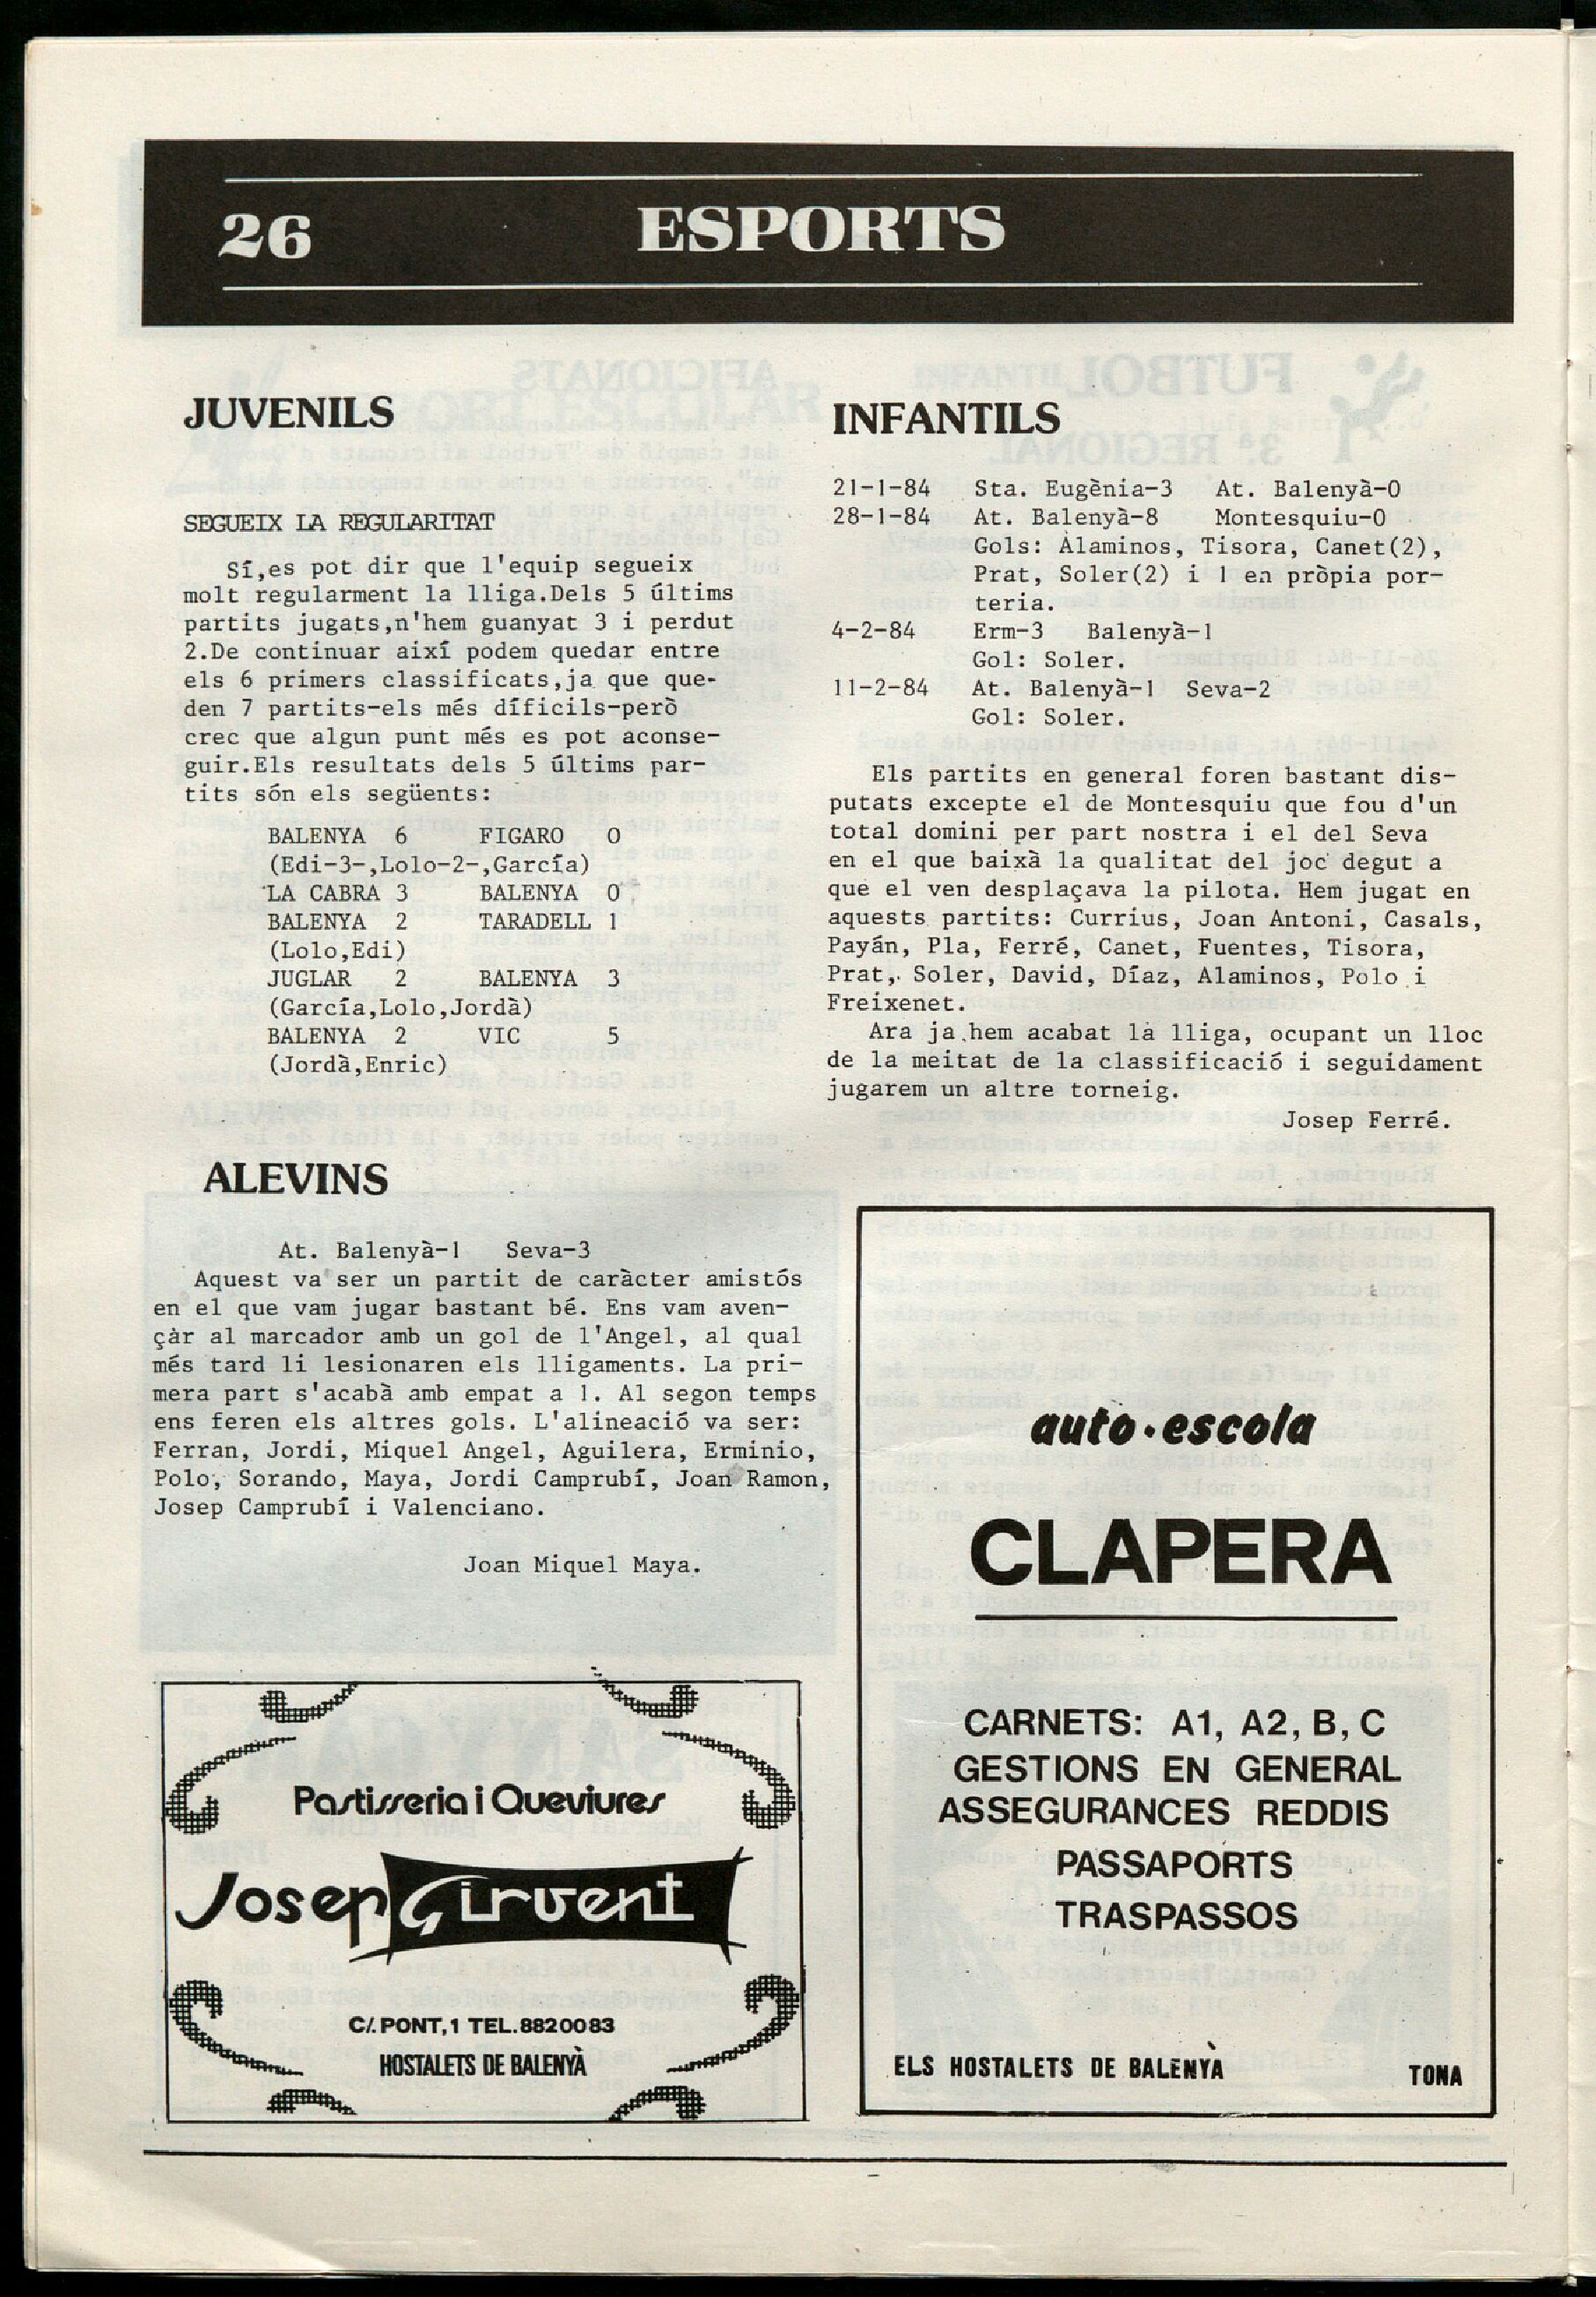 26
ESPORTS
JUVENILS
SEGUEIX LA REGULARITAT
Sí,es pot dir que l'equip segueix
molt regularment la lliga.Dels 5 últims
partits jugats,n'hem guanyat 3 i perdut
2.De continuar així podem quedar entre
els 6 primers classificats,ja que que-
den 7 partits-els més díficils-però
crec que algun punt més es pot aconse-
guir.Els resultats dels 5 últims par-
tits són els següents:
BALENYA 6 FIGARO 0
(Edi-3-,Lolo-2-,García)
LA CABRA 3 BALENYA 0
BALENYA 2 TARADELL 1
(Lolo,Edi)
JUGLAR 2 BALENYA 3
(García,Lolo,Jordà)
BALENYA 2 VIC 5
(Jordà,Enric)
ALEVINS
At. Balenyà-1 Seva-3
Aquest va ser un partit de caràcter amistós
en el que vam jugar bastant bé. Ens vam aven-
çàr al marcador amb un gol de l'Angel, al qual
més tard li lesionaren els lligaments. La pri-
mera part s'acabà amb empat a 1. Al segon temps
ens feren els altres gols. L'alineació va ser:
Ferran, Jordi, Miquel Angel, Aguilera, Erminio,
Polo, Sorando, Maya, Jordi Camprubí, Joan Ramon,
Josep Camprubí i Valenciano.
Joan Miquel Maya.
Pastisseria i Queviures
Josep Girvent
C/. PONT, 1 TEL. 8820083
HOSTALETS DE BALENYÀ
INFANTILS
21-1-84 Sta. Eugènia-3 At. Balenyà-0
28-1-84 At. Balenyà-8 Montesquiu-0
Gols: Àlaminos, Tisora, Canet(2),
Prat, Soler(2) i 1 en pròpia por-
teria.
4-2-84 Erm-3 Balenyà-1
Gol: Soler.
11-2-84 At. Balenyà-1 Seva-2
Gol: Soler.
Els partits en general foren bastant dis-
putats excepte el de Montesquiu que fou d'un
total domini per part nostra i el del Seva
en el que baixà la qualitat del joc degut a
que el ven desplaçava la pilota. Hem jugat en
aquests partits: Currius, Joan Antoni, Casals,
Payán, Pla, Ferré, Canet, Fuentes, Tisora,
Prat, Soler, David, Díaz, Alaminos, Polo i
Freixenet.
Ara ja hem acabat la lliga, ocupant un lloc
de la meitat de la classificació i seguidament
jugarem un altre torneig.
Josep Ferré.
auto·escola
CLAPERA
CARNETS: A1, A2, B, C
GESTIONS EN GENERAL
ASSEGURANCES REDDIS
PASSAPORTS
TRASPASSOS
ELS HOSTALETS DE BALENYÀ TONA